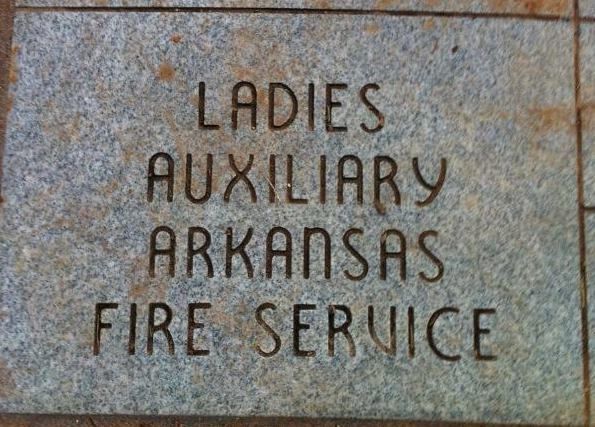 LADIES
AUXILIARY
ARKANSAS
FIRE SERVICE